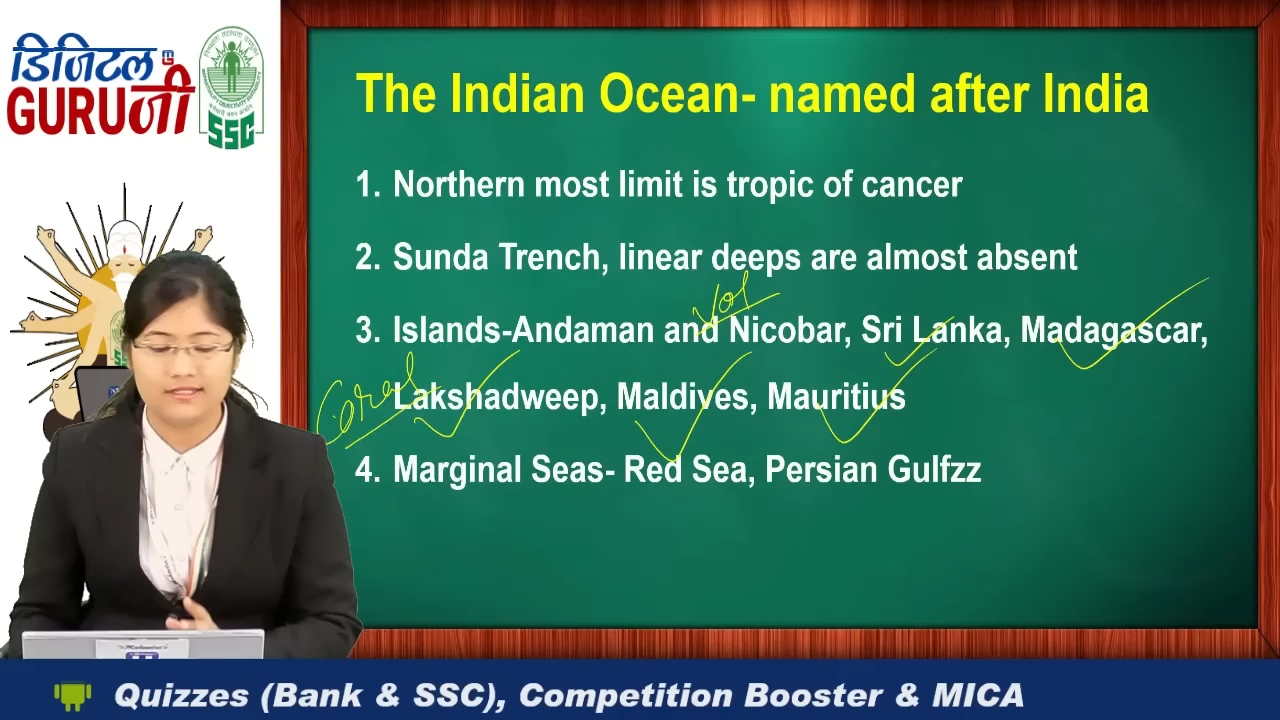 डिजिटल
GURUजी
SSC
The Indian Ocean- named after India
1. Northern most limit is tropic of cancer
2. Sunda Trench, linear deeps are almost absent
Vol
3. Islands-Andaman and Nicobar, Sri Lanka, Madagascar,
Coral
Lakshadweep, Maldives, Mauritius
4. Marginal Seas- Red Sea, Persian Gulfzz
Quizzes (Bank & SSC), Competition Booster & MICA